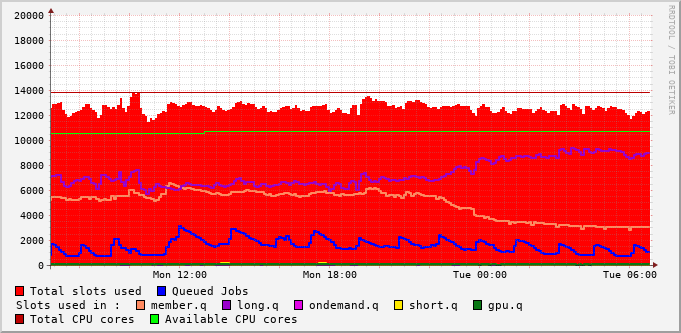 RRDTOOL / TOBI OETIKER
20000
18000
16000
14000
12000
10000
8000
6000
4000
2000
0
Mon 12:00 Mon 18:00 Tue 00:00 Tue 06:00
Total slots used Queued Jobs
Slots used in : member.q long.q ondemand.q short.q gpu.q
Total CPU cores Available CPU cores